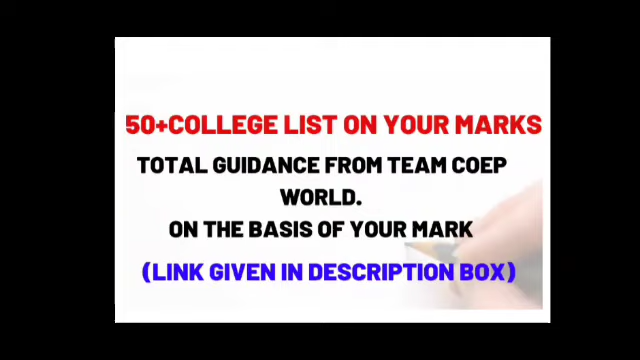 50+COLLEGE LIST ON YOUR MARKS
TOTAL GUIDANCE FROM TEAM COEP
WORLD.
ON THE BASIS OF YOUR MARK
(LINK GIVEN IN DESCRIPTION BOX)